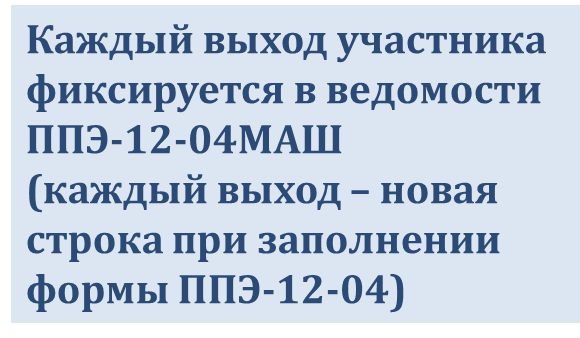 Каждый выход участника
фиксируется в ведомости
ППЭ-12-04МАШ
(каждый выход – новая
строка при заполнении
формы ППЭ-12-04)